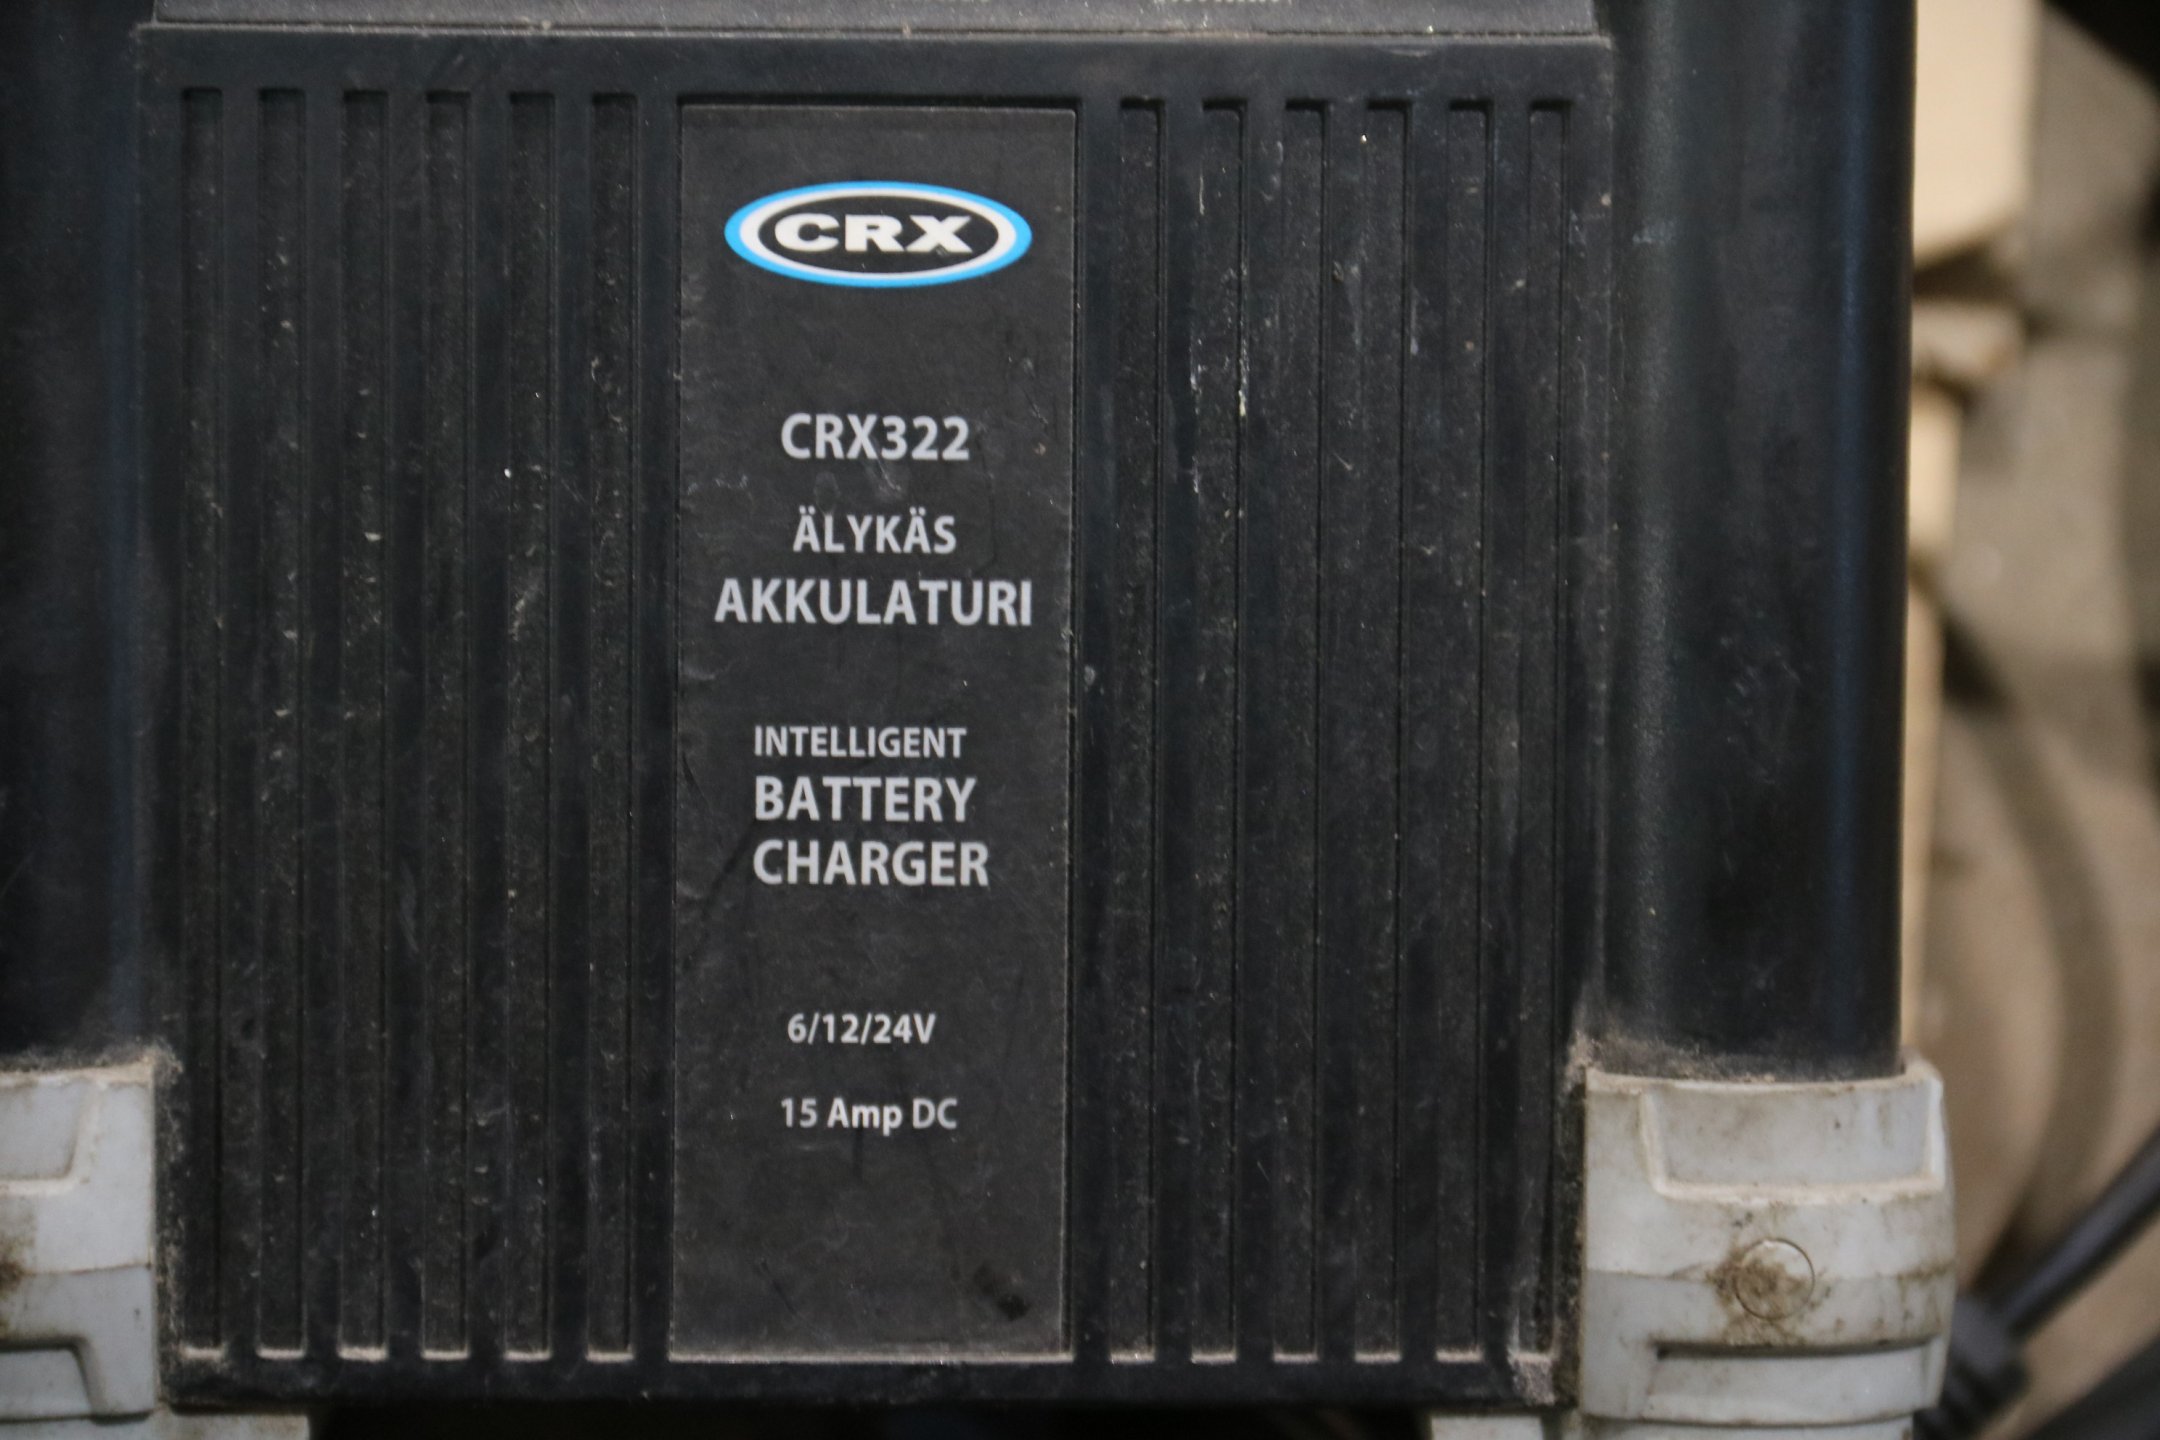 CRX
CRX322
ÄLYKÄS
AKKULATURI
INTELLIGENT
BATTERY
CHARGER
6/12/24V
15 Amp DC